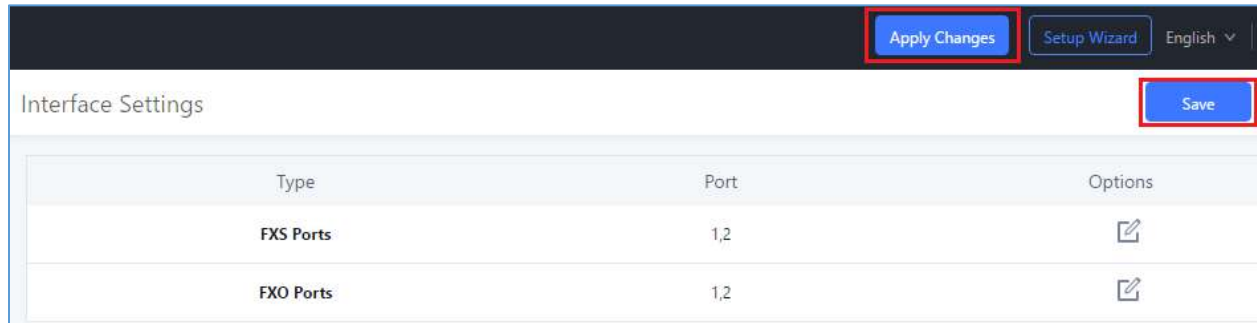 Apply Changes Setup Wizard English
Interface Settings Save
Type Port Options
FXS Ports 1,2
FXO Ports 1,2